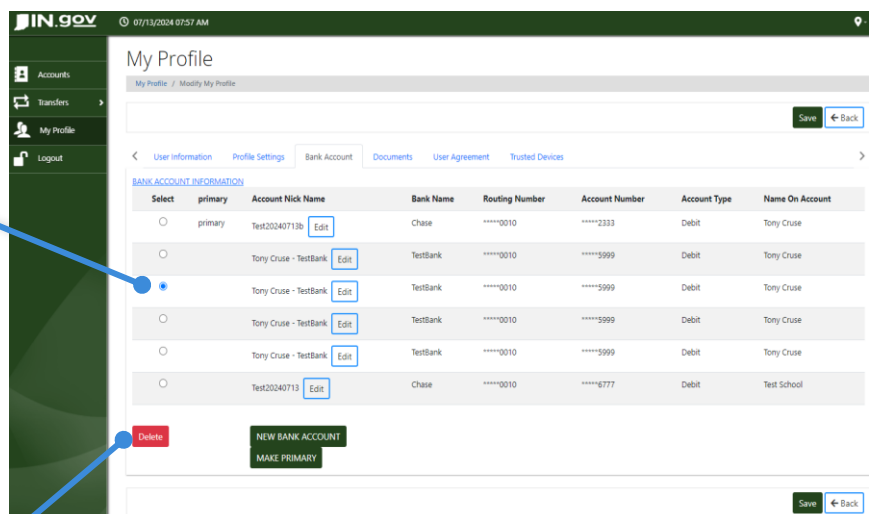 IN.gov 07/13/2024 07:57 AM
My Profile
My Profile / Modify My Profile
Accounts
Transfers
My Profile
Logout
Save Back
User Information Profile Settings Bank Account Documents User Agreement Trusted Devices
BANK ACCOUNT INFORMATION
Select primary Account Nick Name Bank Name Routing Number Account Number Account Type Name On Account
primary Test20240713b Edit Chase *****0010 *****2333 Debit Tony Cruse
Tony Cruse - TestBank Edit TestBank *****0010 *****5999 Debit Tony Cruse
Tony Cruse - TestBank Edit TestBank *****0010 *****5999 Debit Tony Cruse
Tony Cruse - TestBank Edit TestBank *****0010 *****5999 Debit Tony Cruse
Tony Cruse - TestBank Edit TestBank *****0010 *****5999 Debit Tony Cruse
Test20240713 Edit Chase *****0010 *****6777 Debit Test School
Delete NEW BANK ACCOUNT
MAKE PRIMARY
Save Back